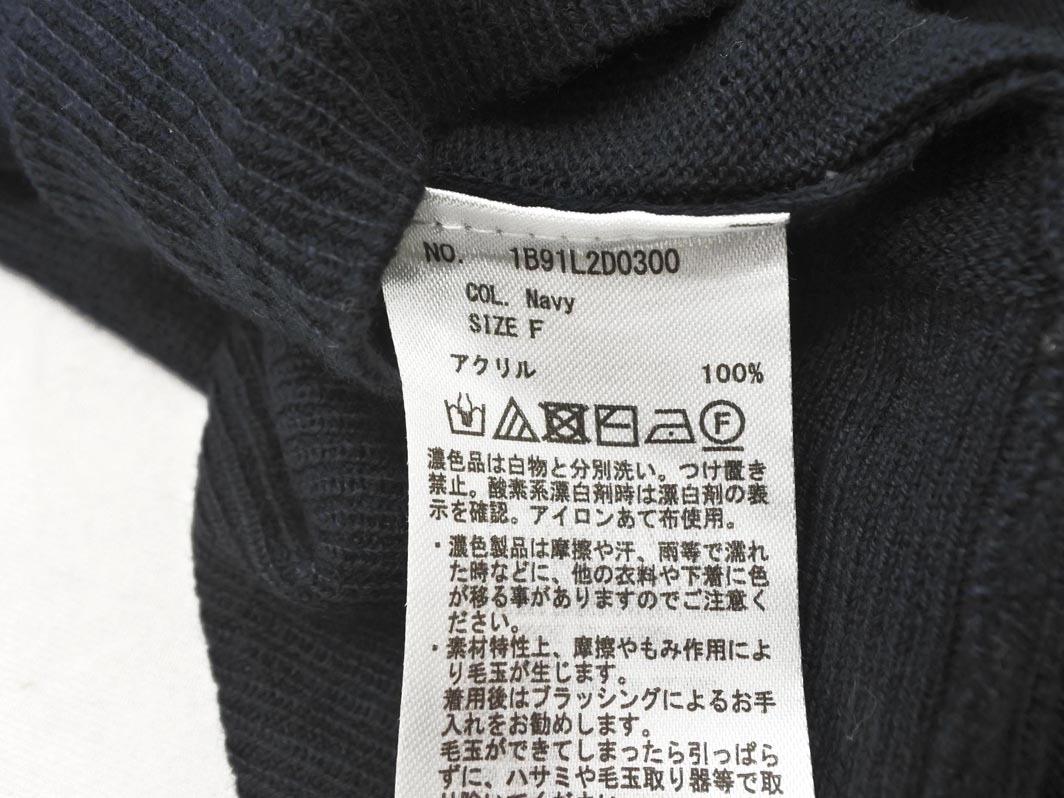 NO. 1B91L2D0300
COL. Navy
SIZE F
アクリル 100%
F
濃色品は白物と分別洗い。つけ置き
禁止。酸素系漂白剤時は漂白剤の表
示を確認。アイロンあて布使用。
・濃色製品は摩擦や汗、雨等で濡れ
た時などに、他の衣料や下着に色
が移る事がありますのでご注意く
ださい。
・素材特性上、摩擦やもみ作用によ
り毛玉が生じます。
着用後はブラッシングによるお手
入れをお勧めします。
毛玉ができてしまったら引っぱら
ずに、ハサミや毛玉取り器等で取